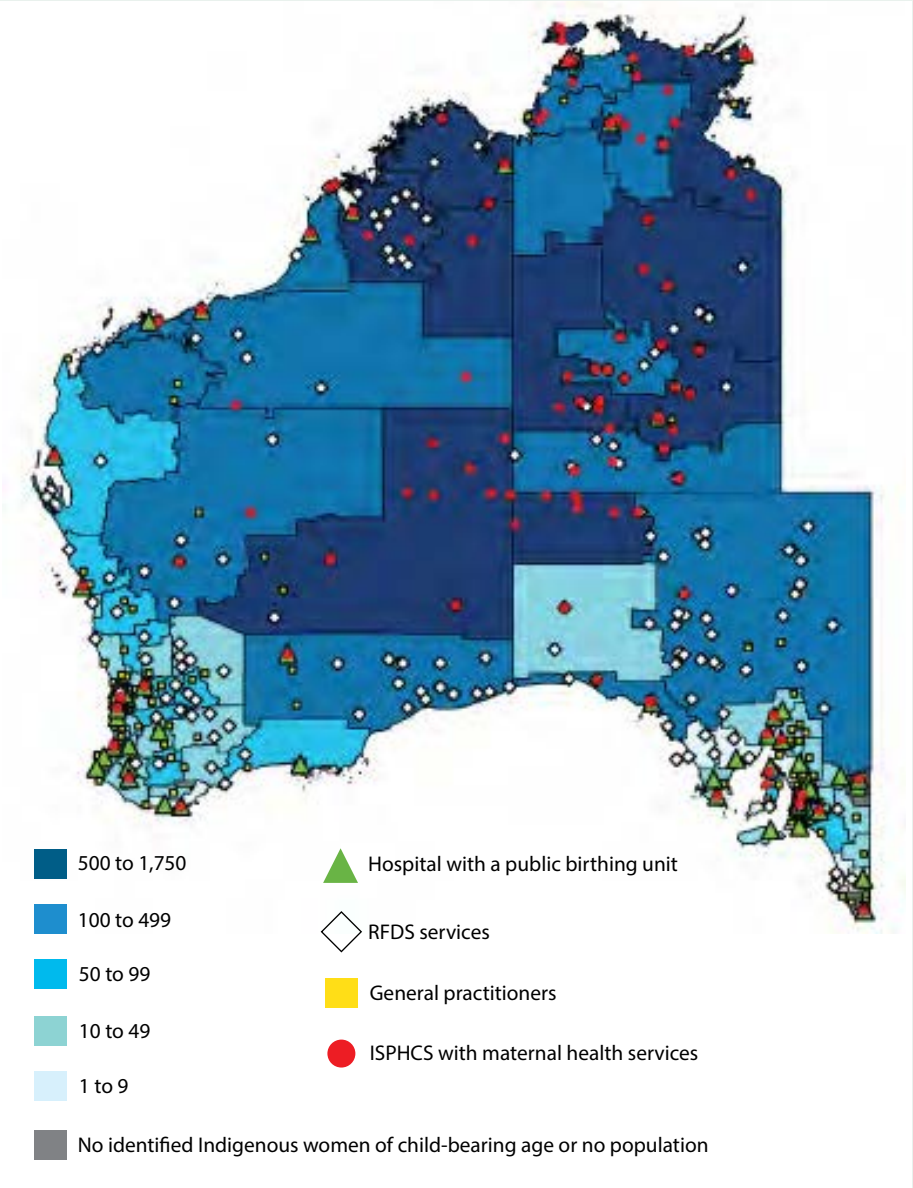 500 to 1,750
100 to 499
50 to 99
10 to 49
1 to 9
No identified Indigenous women of child-bearing age or no population
Hospital with a public birthing unit
RFDS services
General practitioners
ISPHCS with maternal health services